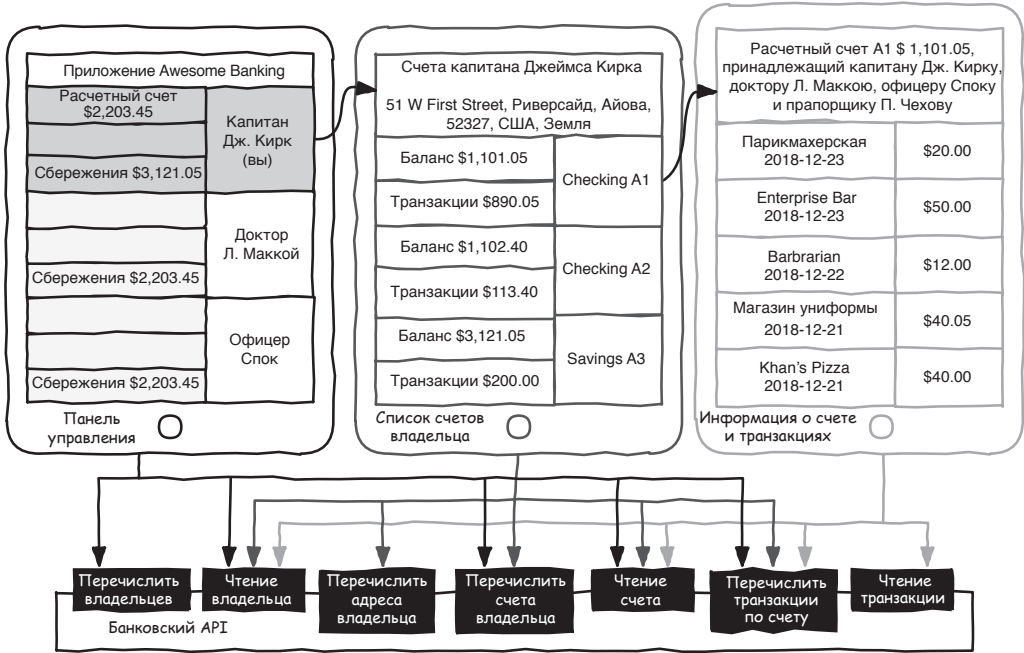 Приложение Awesome Banking
Расчетный счет
$2,203.45
Сбережения $3,121.05
Капитан
Дж. Кирк
(вы)
Доктор
Л. Маккой
Сбережения $2,203.45
Офицер
Спок
Сбережения $2,203.45
Панель
управления
Счета капитана Джеймса Кирка
51 W First Street, Риверсайд, Айова,
52327, США, Земля
Баланс $1,101.05
Транзакции $890.05
Checking A1
Баланс $1,102.40
Транзакции $113.40
Checking A2
Баланс $3,121.05
Транзакции $200.00
Savings A3
Список счетов
владельца
Расчетный счет A1 $ 1,101.05,
принадлежащий капитану Дж. Кирку,
доктору Л. Маккою, офицеру Споку
и прапорщику П. Чехову
Парикмахерская
2018-12-23
$20.00
Enterprise Bar
2018-12-23
$50.00
Barbrarian
2018-12-22
$12.00
Магазин униформы
2018-12-21
$40.05
Khan’s Pizza
2018-12-21
$40.00
Информация о счете
и транзакциях
Перечислить
владельцев
Чтение
владельца
Перечислить
адреса
владельца
Перечислить
счета
владельца
Чтение
счета
Перечислить
транзакции
по счету
Чтение
транзакции
Банковский API